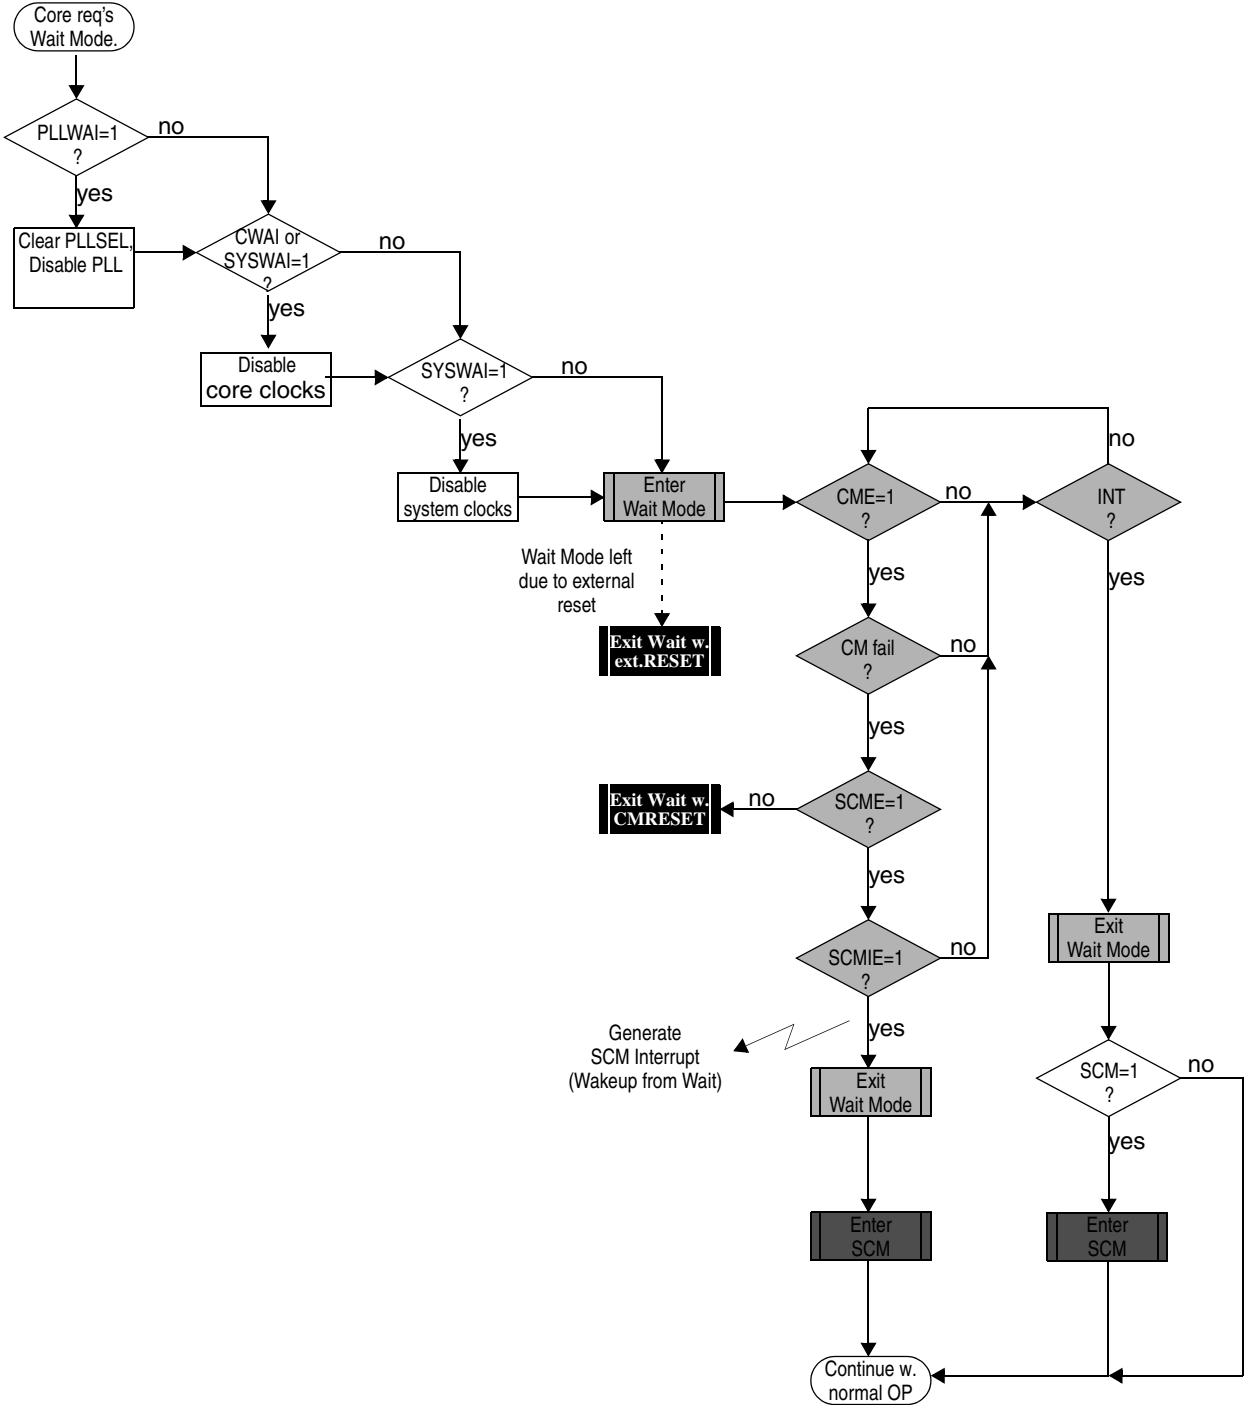 Core req's
Wait Mode.
PLLWAI=1
?
no
yes
Clear PLLSEL,
Disable PLL
CWAI or
SYSWAI=1
?
no
yes
Disable
core clocks
SYSWAI=1
?
no
yes
Disable
system clocks
Enter
Wait Mode
Wait Mode left
due to external
reset
Exit Wait w.
ext.RESET
CME=1
?
no
yes
INT
?
no
yes
CM fail
?
no
yes
SCME=1
?
no
yes
Exit Wait w.
CMRESET
SCMIE=1
?
no
yes
Generate
SCM Interrupt
(Wakeup from Wait)
Exit
Wait Mode
Enter
SCM
Exit
Wait Mode
SCM=1
?
no
yes
Enter
SCM
Continue w.
normal OP